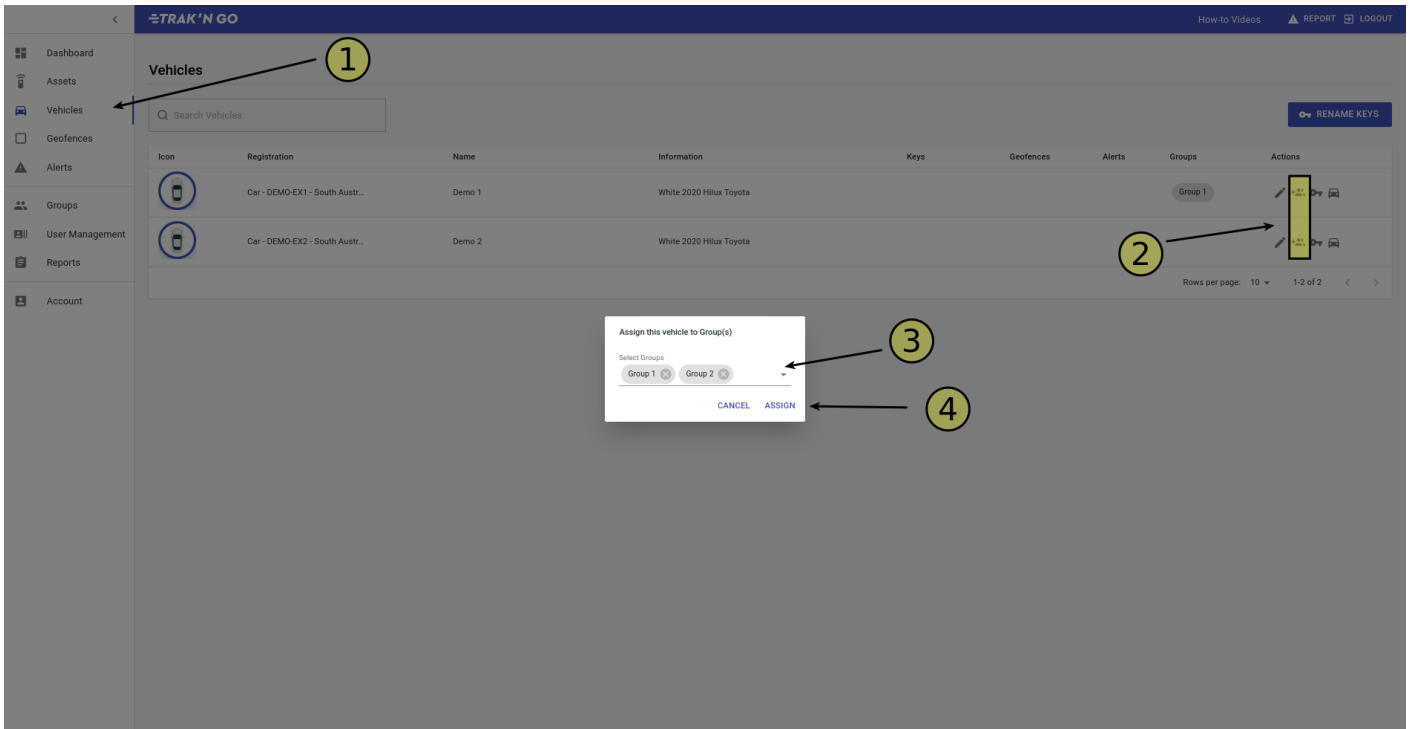 TRAK'N GO
How-to Videos REPORT LOGOUT
Dashboard
Assets
Vehicles
Geofences
Alerts
Groups
User Management
Reports
Account
1
Vehicles
Search Vehicles
RENAME KEYS
Icon Registration Name Information Keys Geofences Alerts Groups Actions
Car - DEMO-EX1 - South Austr... Demo 1 White 2020 Hilux Toyota Group 1
Car - DEMO-EX2 - South Austr... Demo 2 White 2020 Hilux Toyota
2
Rows per page: 10 1-2 of 2
Assign this vehicle to Group(s)
Select Groups
Group 1 Group 2
3
CANCEL ASSIGN
4